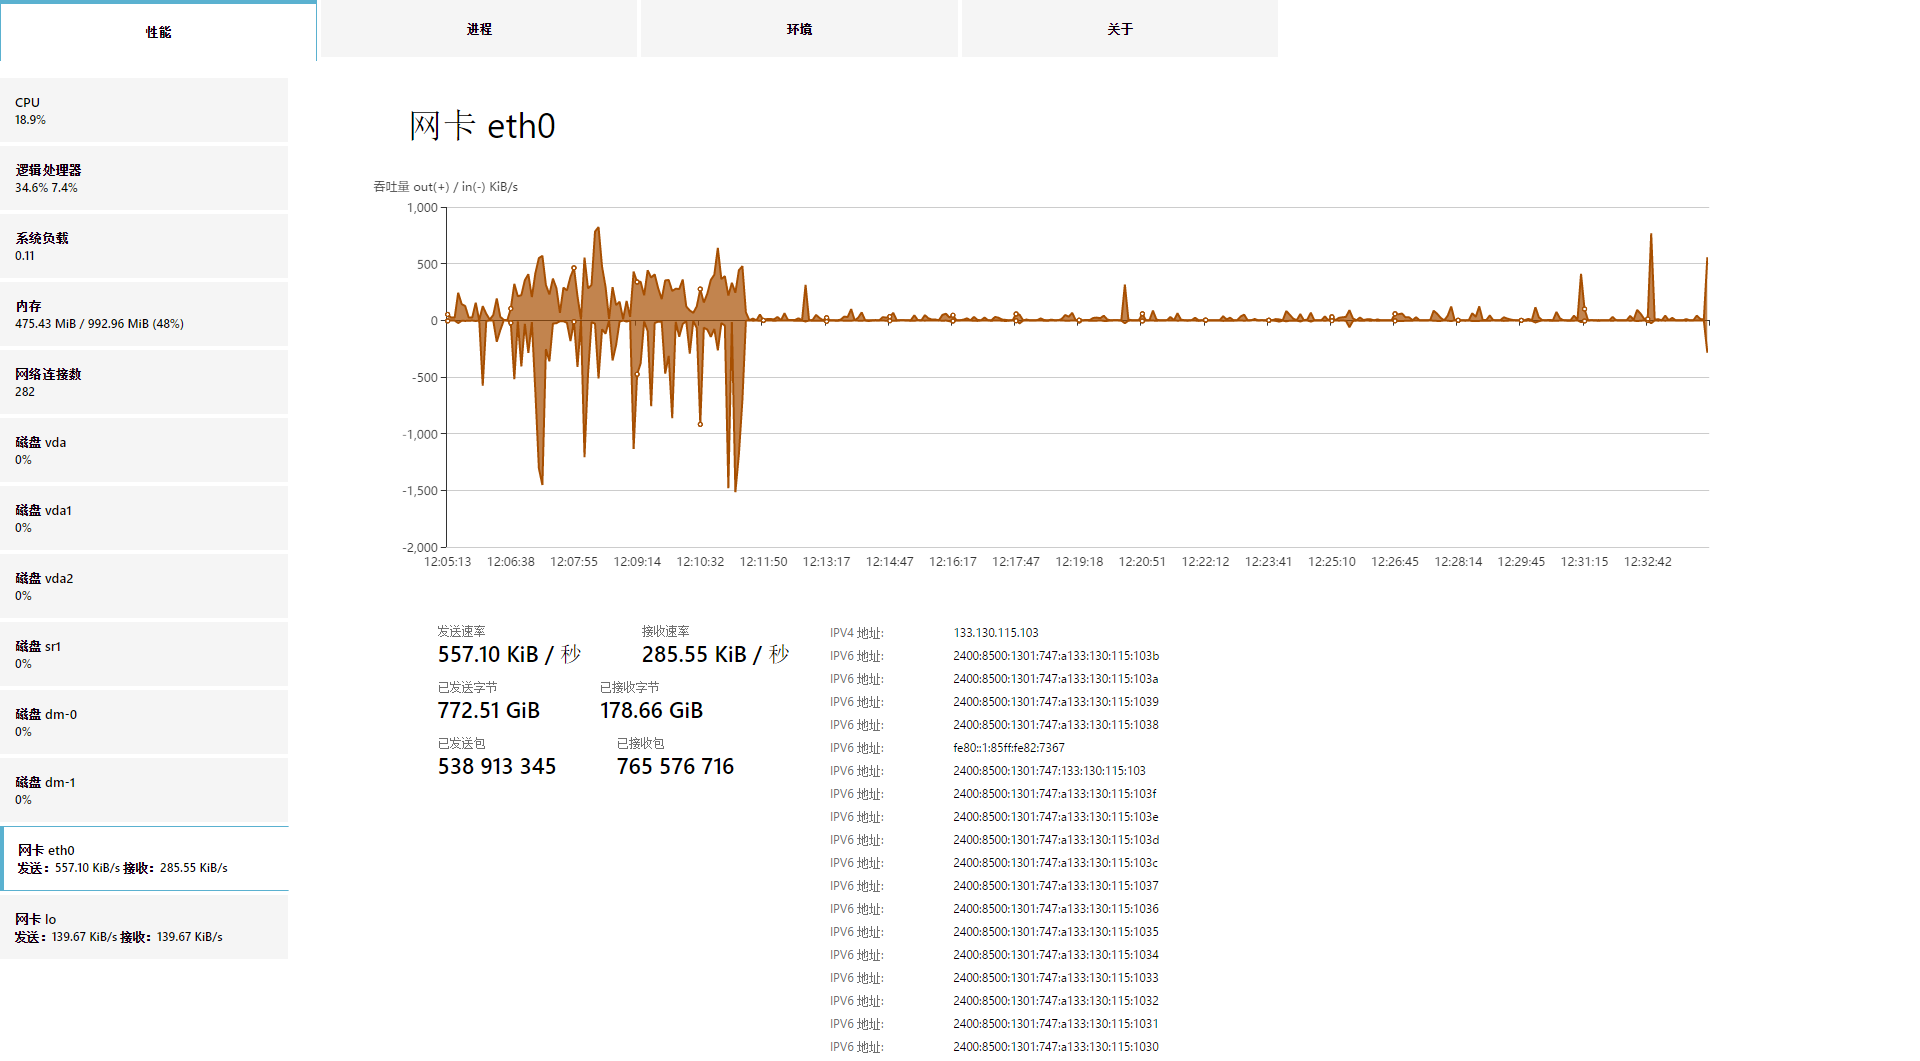 性能
进程
环境
关于
CPU
18.9%
逻辑处理器
34.6% 7.4%
系统负载
0.11
内存
475.43 MiB / 992.96 MiB (48%)
网络连接数
282
磁盘 vda
0%
磁盘 vda1
0%
磁盘 vda2
0%
磁盘 sr1
0%
磁盘 dm-0
0%
磁盘 dm-1
0%
网卡 eth0
发送：557.10 KiB/s 接收：285.55 KiB/s
网卡 lo
发送：139.67 KiB/s 接收：139.67 KiB/s
网卡 eth0
吞吐量 out(+) / in(-) KiB/s
1,000
500
0
-500
-1,000
-1,500
-2,000
12:05:13 12:06:38 12:07:55 12:09:14 12:10:32 12:11:50 12:13:17 12:14:47 12:16:17 12:17:47 12:19:18 12:20:51 12:22:12 12:23:41 12:25:10 12:26:45 12:28:14 12:29:45 12:31:15 12:32:42
发送速率 接收速率
557.10 KiB / 秒 285.55 KiB / 秒
已发送字节 已接收字节
772.51 GiB 178.66 GiB
已发送包 已接收包
538 913 345 765 576 716
IPV4 地址: 133.130.115.103
IPV6 地址: 2400:8500:1301:747:a133:130:115:103b
IPV6 地址: 2400:8500:1301:747:a133:130:115:103a
IPV6 地址: 2400:8500:1301:747:a133:130:115:1039
IPV6 地址: 2400:8500:1301:747:a133:130:115:1038
IPV6 地址: fe80::1:85ff:fe82:7367
IPV6 地址: 2400:8500:1301:747:133:130:115:103
IPV6 地址: 2400:8500:1301:747:a133:130:115:103f
IPV6 地址: 2400:8500:1301:747:a133:130:115:103e
IPV6 地址: 2400:8500:1301:747:a133:130:115:103d
IPV6 地址: 2400:8500:1301:747:a133:130:115:103c
IPV6 地址: 2400:8500:1301:747:a133:130:115:1037
IPV6 地址: 2400:8500:1301:747:a133:130:115:1036
IPV6 地址: 2400:8500:1301:747:a133:130:115:1035
IPV6 地址: 2400:8500:1301:747:a133:130:115:1034
IPV6 地址: 2400:8500:1301:747:a133:130:115:1033
IPV6 地址: 2400:8500:1301:747:a133:130:115:1032
IPV6 地址: 2400:8500:1301:747:a133:130:115:1031
IPV6 地址: 2400:8500:1301:747:a133:130:115:1030